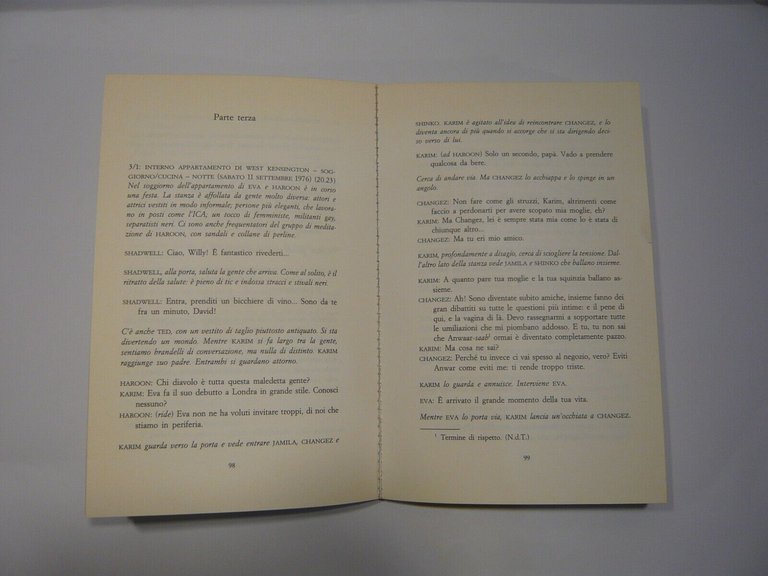 Parte terza
3/1: INTERNO APPARTAMENTO DI WEST KENSINGTON – SOG-
GIORNO/CUCINA – NOTTE (SABATO 11 SETTEMBRE 1976) (20.23)
Nel soggiorno dell'appartamento di EVA e HAROON è in corso
una festa. La stanza è affollata da gente molto diversa: attori e
attrici vestiti in modo informale, persone più eleganti, che lavora-
no in posti come l'ICA, un tocco di femministe, militanti gay,
separatisti neri. Ci sono anche frequentatori del gruppo di medita-
zione di HAROON, con sandali e collane di perline.
SHADWELL: Ciao, Willy! È fantastico rivederti...
SHADWELL, alla porta, saluta la gente che arriva. Come al solito, è il
ritratto della salute: è pieno di tic e indossa stracci e stivali neri.
SHADWELL: Entra, prenditi un bicchiere di vino... Sono da te
fra un minuto, David!
C'è anche TED, con un vestito di taglio piuttosto antiquato. Si sta
divertendo un mondo. Mentre KARIM si fa largo tra la gente,
sentiamo brandelli di conversazione, ma nulla di distinto. KARIM
raggiunge suo padre. Entrambi si guardano attorno.
HAROON: Chi diavolo è tutta questa maledetta gente?
KARIM: Eva fa il suo debutto a Londra in grande stile. Conosci
nessuno?
HAROON: (ride) Eva non ne ha voluti invitare troppi, di noi che
stiamo in periferia.
KARIM guarda verso la porta e vede entrare JAMILA, CHANGEZ e
98
SHINKO. KARIM è agitato all'idea di reincontrare CHANGEZ, e lo
diventa ancora di più quando si accorge che si sta dirigendo deci-
so verso di lui.
KARIM: (ad HAROON) Solo un secondo, papà. Vado a prendere
qualcosa da bere.
Cerca di andare via. Ma CHANGEZ lo acchiappa e lo spinge in un
angolo.
CHANGEZ: Non fare come gli struzzi, Karim, altrimenti come
faccio a perdonarti per avere scopato mia moglie, eh?
KARIM: Ma Changez, lei è sempre stata mia come lo è stata di
chiunque altro...
CHANGEZ: Ma tu eri mio amico.
KARIM, profondamente a disagio, cerca di sciogliere la tensione. Dal-
l'altro lato della stanza vede JAMILA e SHINKO che ballano insieme.
KARIM: A quanto pare tua moglie e la tua squinzia ballano as-
sieme.
CHANGEZ: Ah! Sono diventate subito amiche, insieme fanno dei
gran dibattiti su tutte le questioni più intime: e il pene di
qui, e la vagina di là. Devo rassegnarmi a sopportare tutte
le umiliazioni che mi piombano addosso. E tu, tu non sai
che Anwaar-saab¹ ormai è diventato completamente pazzo.
KARIM: Ma cosa ne sai?
CHANGEZ: Perché tu invece ci vai spesso al negozio, vero? Eviti
Anwar come eviti me: ti rende troppo triste.
KARIM lo guarda e annuisce. Interviene EVA.
EVA: È arrivato il grande momento della tua vita.
Mentre EVA lo porta via, KARIM lancia un'occhiata a CHANGEZ.
¹ Termine di rispetto. (N.d.T.)
99